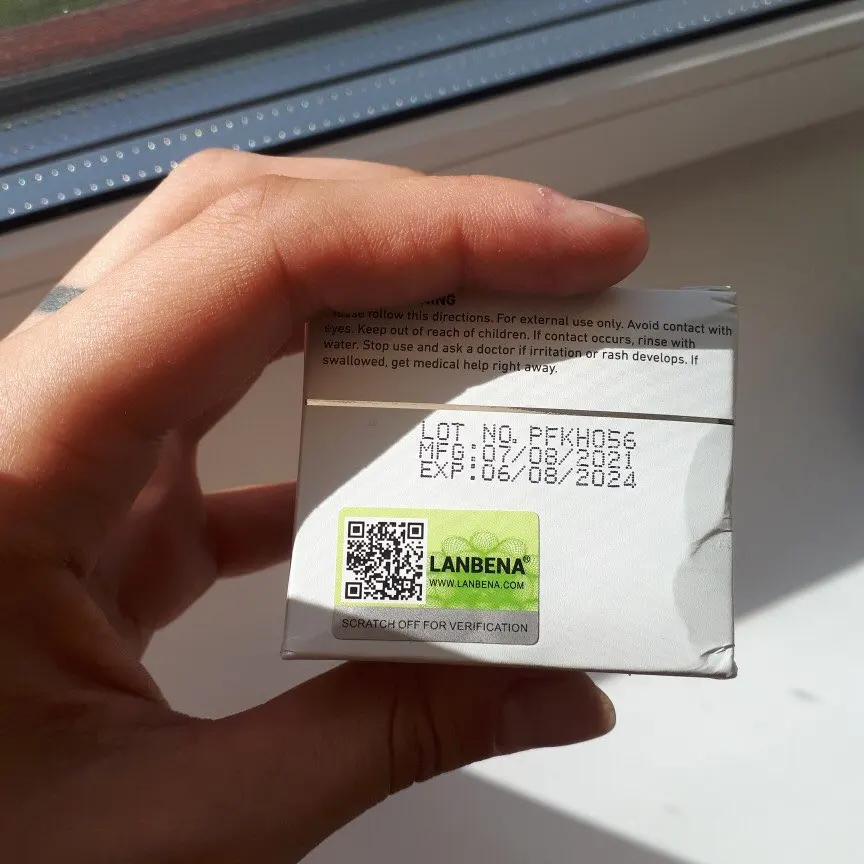 follow this directions. For external use only. Avoid contact with
eyes. Keep out of reach of children. If contact occurs, rinse with
water. Stop use and ask a doctor if irritation or rash develops. If
swallowed, get medical help right away.
LOT NO. PFKH056
MFG:07/08/2021
EXP:06/08/2024
LANBENA®
WWW.LANBENA.COM
SCRATCH OFF FOR VERIFICATION